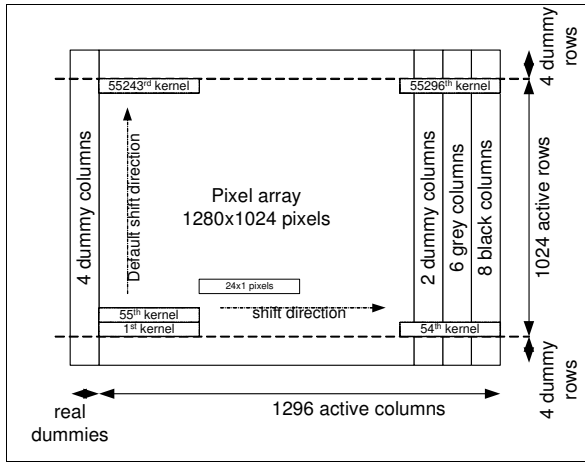 4 dummy rows
55243rd kernel
55296th kernel
4 dummy columns
Default shift direction
Pixel array
1280x1024 pixels
2 dummy columns
6 grey columns
8 black columns
1024 active rows
24x1 pixels
shift direction
55th kernel
1st kernel
54th kernel
real
dummies
1296 active columns
4 dummy
rows